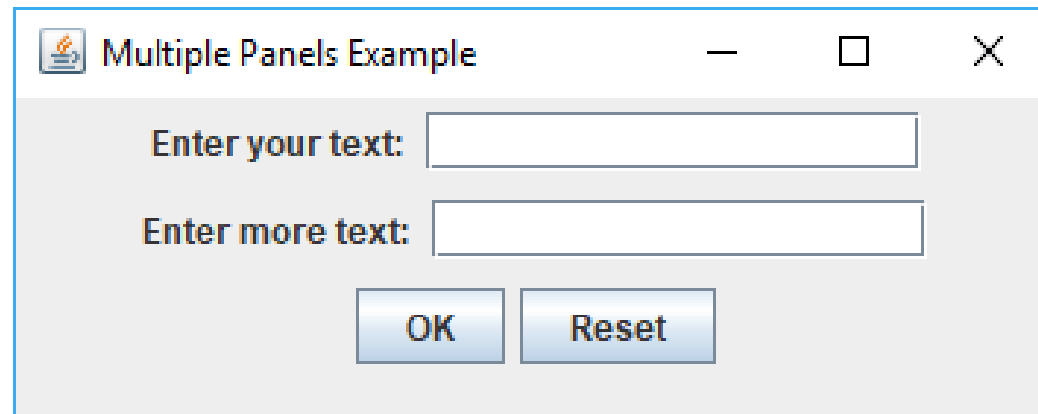 Multiple Panels Example
Enter your text:
Enter more text:
OK Reset